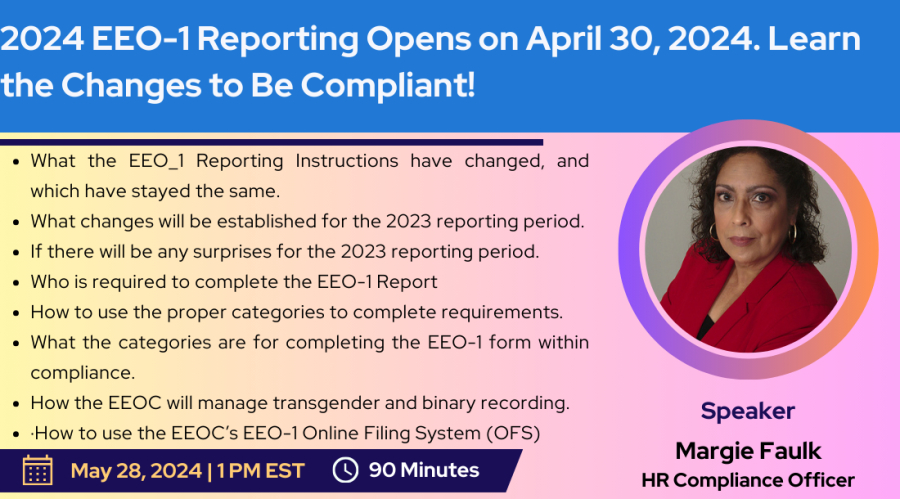 2024 EEO-1 Reporting Opens on April 30, 2024. Learn
the Changes to Be Compliant!
• What the EEO_1 Reporting Instructions have changed, and
which have stayed the same.
• What changes will be established for the 2023 reporting period.
• If there will be any surprises for the 2023 reporting period.
• Who is required to complete the EEO-1 Report
• How to use the proper categories to complete requirements.
• What the categories are for completing the EEO-1 form within
compliance.
• How the EEOC will manage transgender and binary recording.
• ·How to use the EEOC’s EEO-1 Online Filing System (OFS)
May 28, 2024 | 1 PM EST
90 Minutes
Speaker
Margie Faulk
HR Compliance Officer